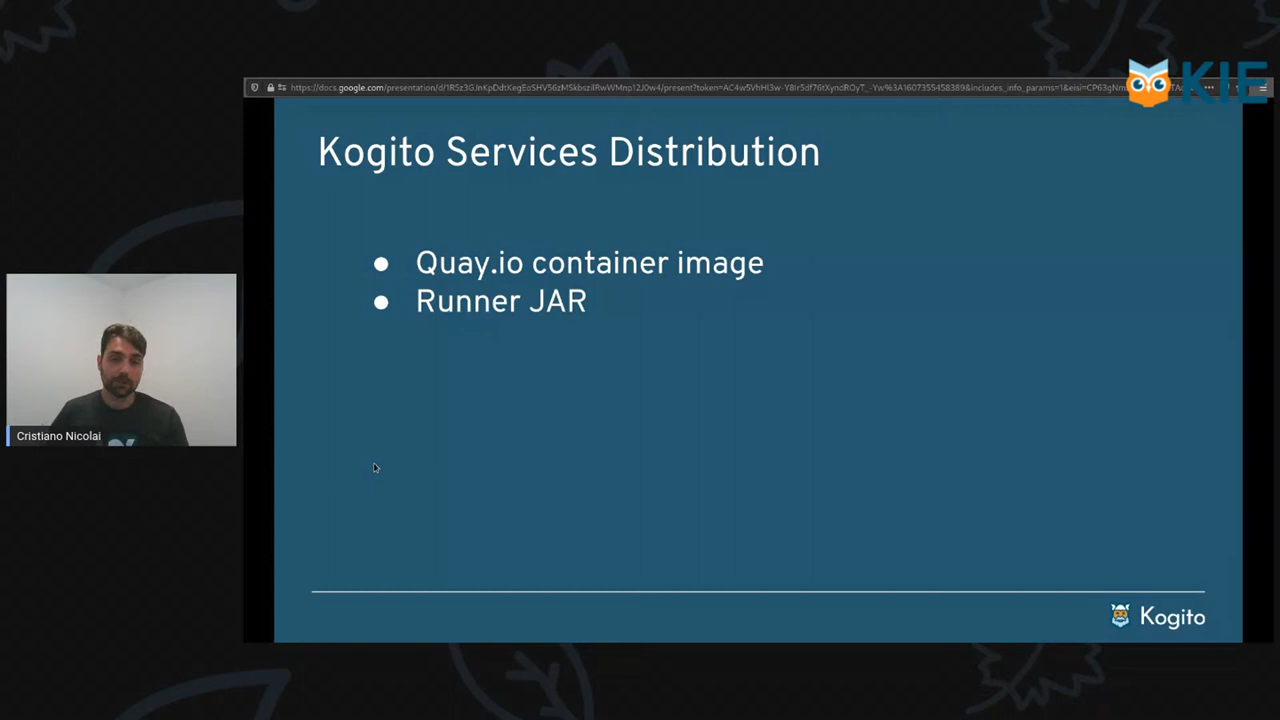 KIE
Kogito Services Distribution
● Quay.io container image
● Runner JAR
Cristiano Nicolai
Kogito